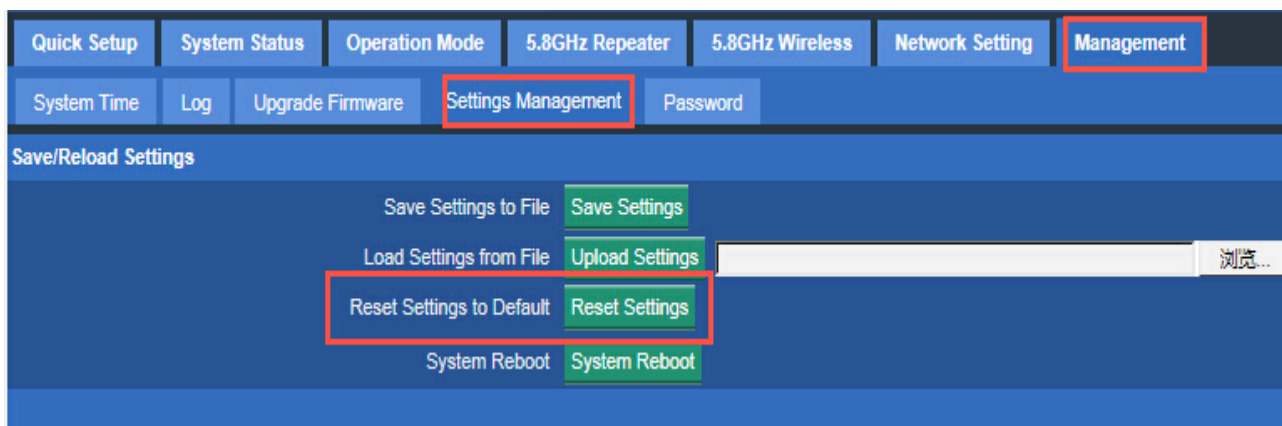 Quick Setup System Status Operation Mode 5.8GHz Repeater 5.8GHz Wireless Network Setting Management
System Time Log Upgrade Firmware Settings Management Password
Save/Reload Settings
Save Settings to File Save Settings
Load Settings from File Upload Settings 浏览...
Reset Settings to Default Reset Settings
System Reboot System Reboot